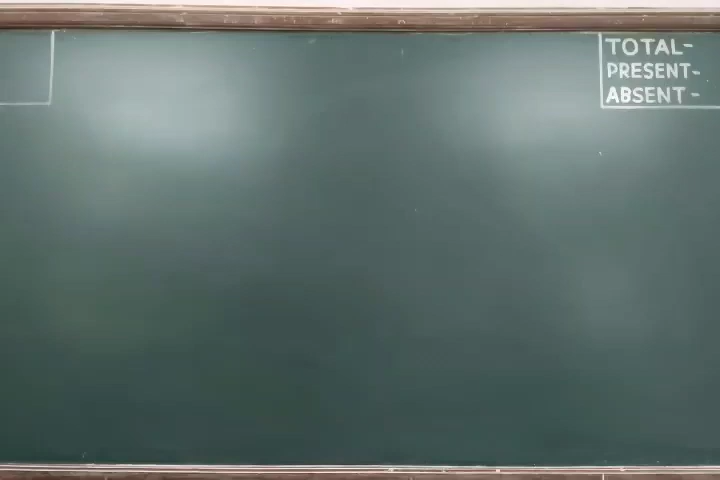 TOTAL-
PRESENT-
ABSENT -